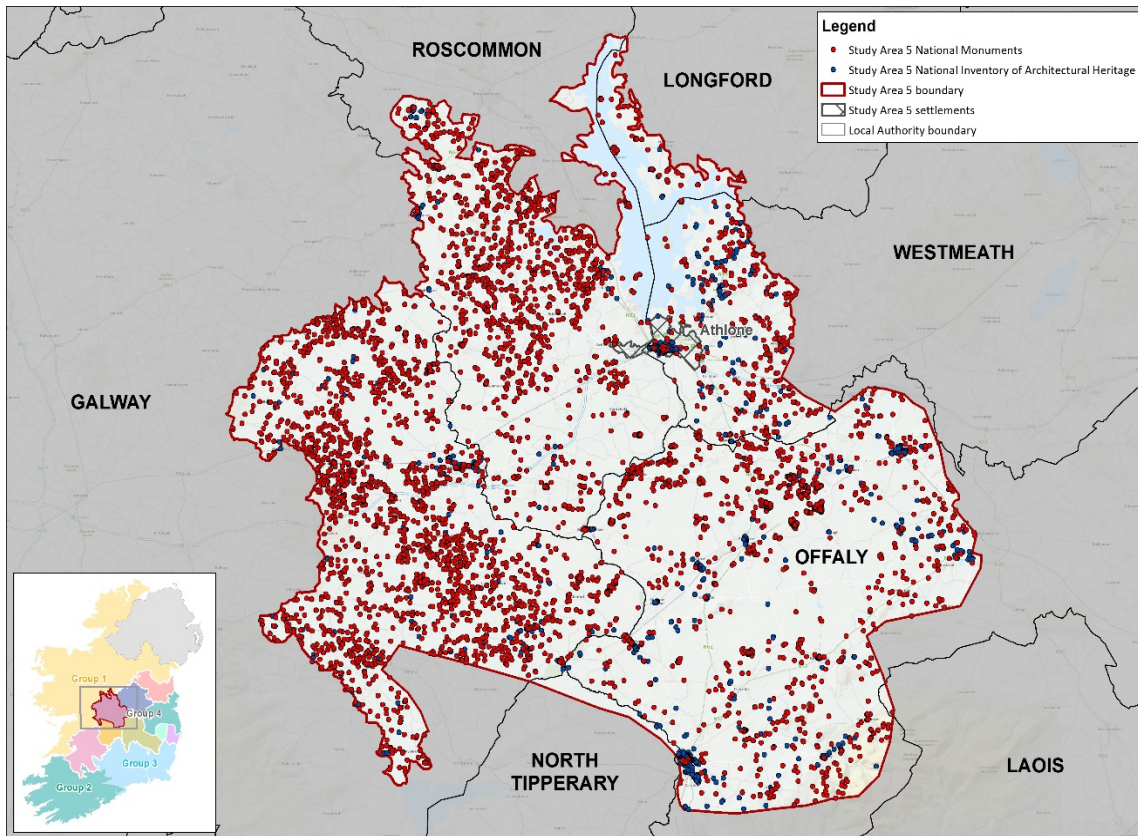 ROSCOMMON
LONGFORD
Legend
Study Area 5 National Monuments
Study Area 5 National Inventory of Architectural Heritage
Study Area 5 boundary
Study Area 5 settlements
Local Authority boundary
WESTMEATH
Athlone
GALWAY
OFFALY
NORTH
TIPPERARY
LAOIS
Group 1
Group 4
Group 3
Group 2